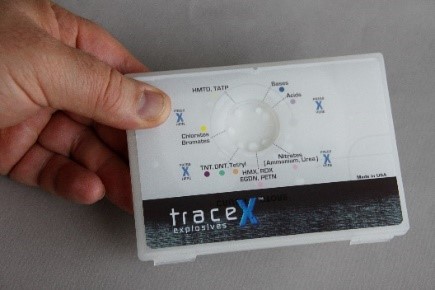 HMTD, TATP
Bases
Acids
X
X
Chlorates
Bromates
Nitrates
(Ammonium, Urea)
TNT, DNT, Tetryl
HMX, RDX
EGDN, PETN
X
X
Made in USA
traceX™
explosives